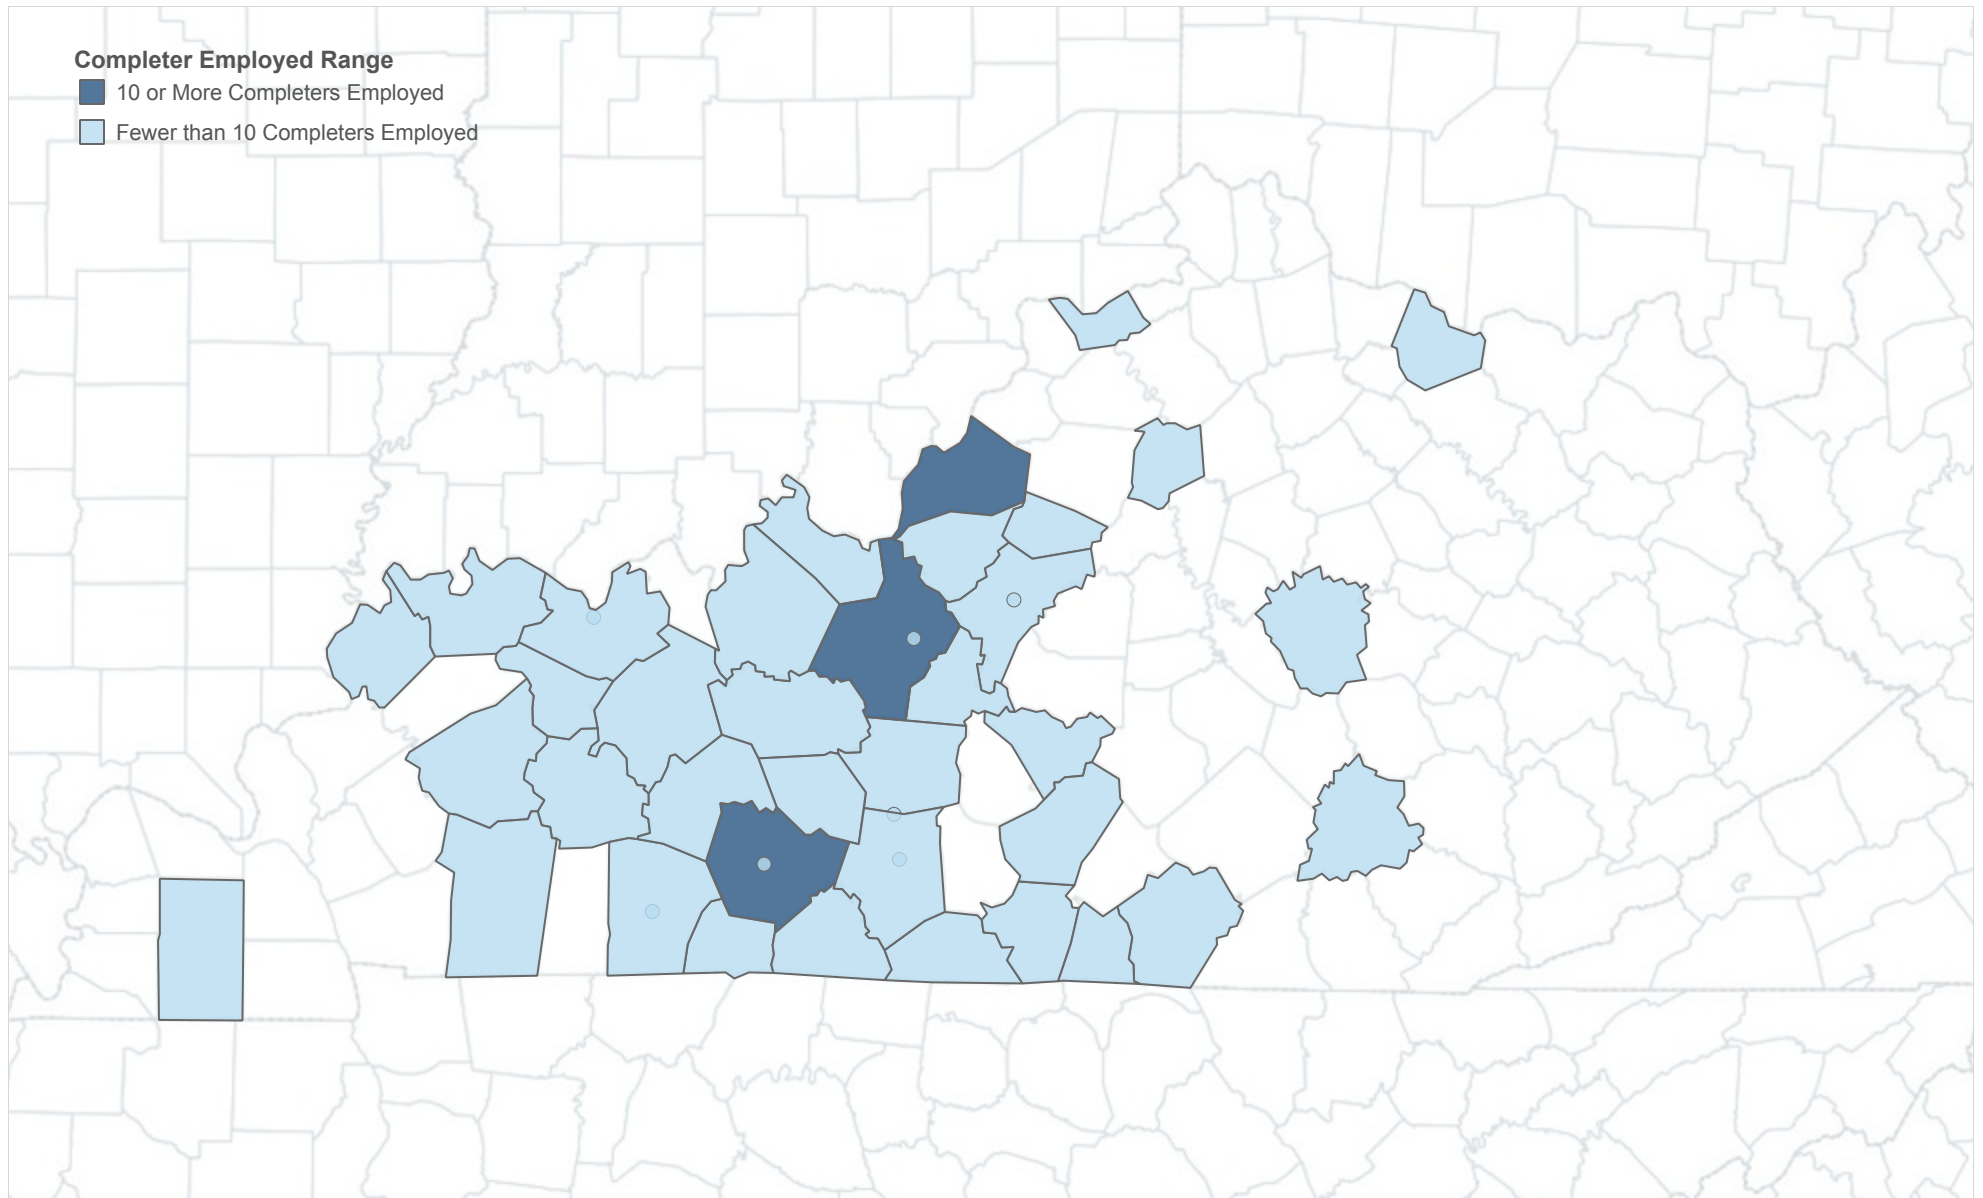 Completer Employed Range
10 or More Completers Employed
Fewer than 10 Completers Employed